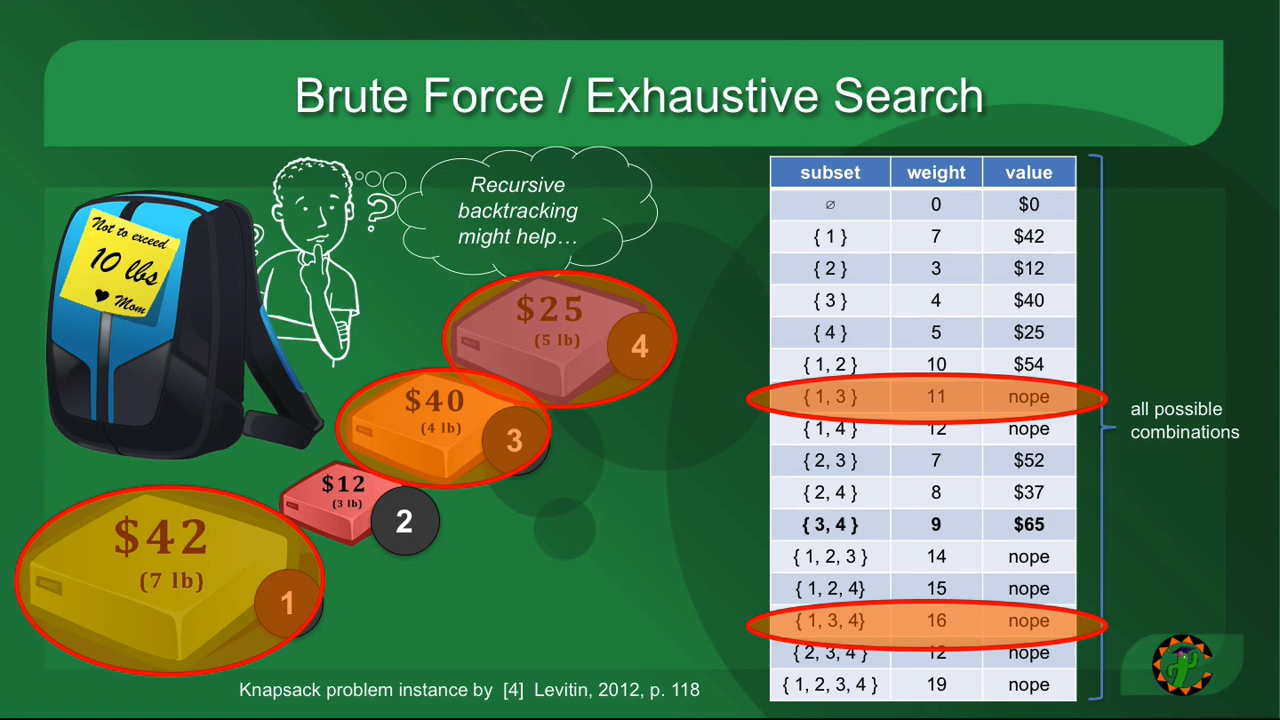 Brute Force / Exhaustive Search
Not to exceed
10 lbs
♥ Mom
?
?
Recursive
backtracking
might help…
$25
(5 lb)
4
$40
(4 lb)
3
$12
(3 lb)
2
$42
(7 lb)
1
subset weight value
∅ 0 $0
{ 1 } 7 $42
{ 2 } 3 $12
{ 3 } 4 $40
{ 4 } 5 $25
{ 1, 2 } 10 $54
{ 1, 3 } 11 nope
{ 1, 4 } 12 nope
{ 2, 3 } 7 $52
{ 2, 4 } 8 $37
{ 3, 4 } 9 $65
{ 1, 2, 3 } 14 nope
{ 1, 2, 4} 15 nope
{ 1, 3, 4} 16 nope
{ 2, 3, 4 } 12 nope
{ 1, 2, 3, 4 } 19 nope
all possible
combinations
Knapsack problem instance by [4] Levitin, 2012, p. 118